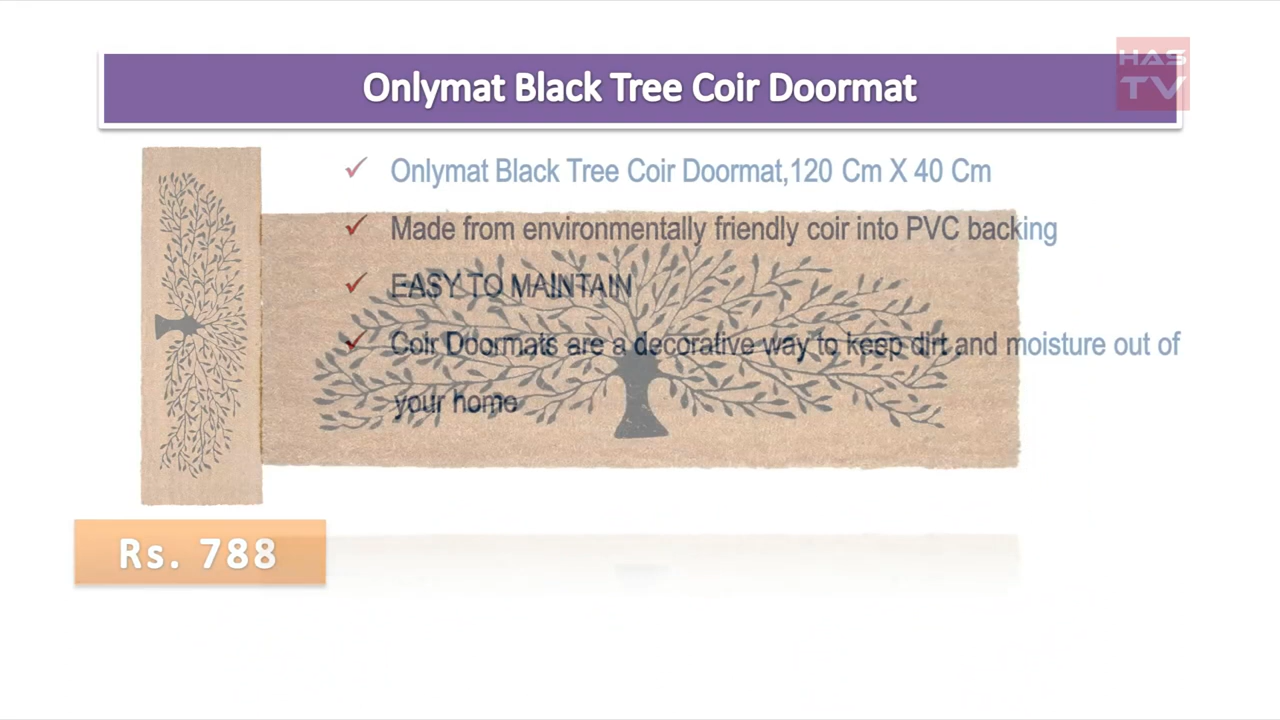 Onlymat Black Tree Coir Doormat
HAS
TV
Onlymat Black Tree Coir Doormat,120 Cm X 40 Cm
Made from environmentally friendly coir into PVC backing
EASY TO MAINTAIN
Coir Doormats are a decorative way to keep dirt and moisture out of
your home
Rs. 788